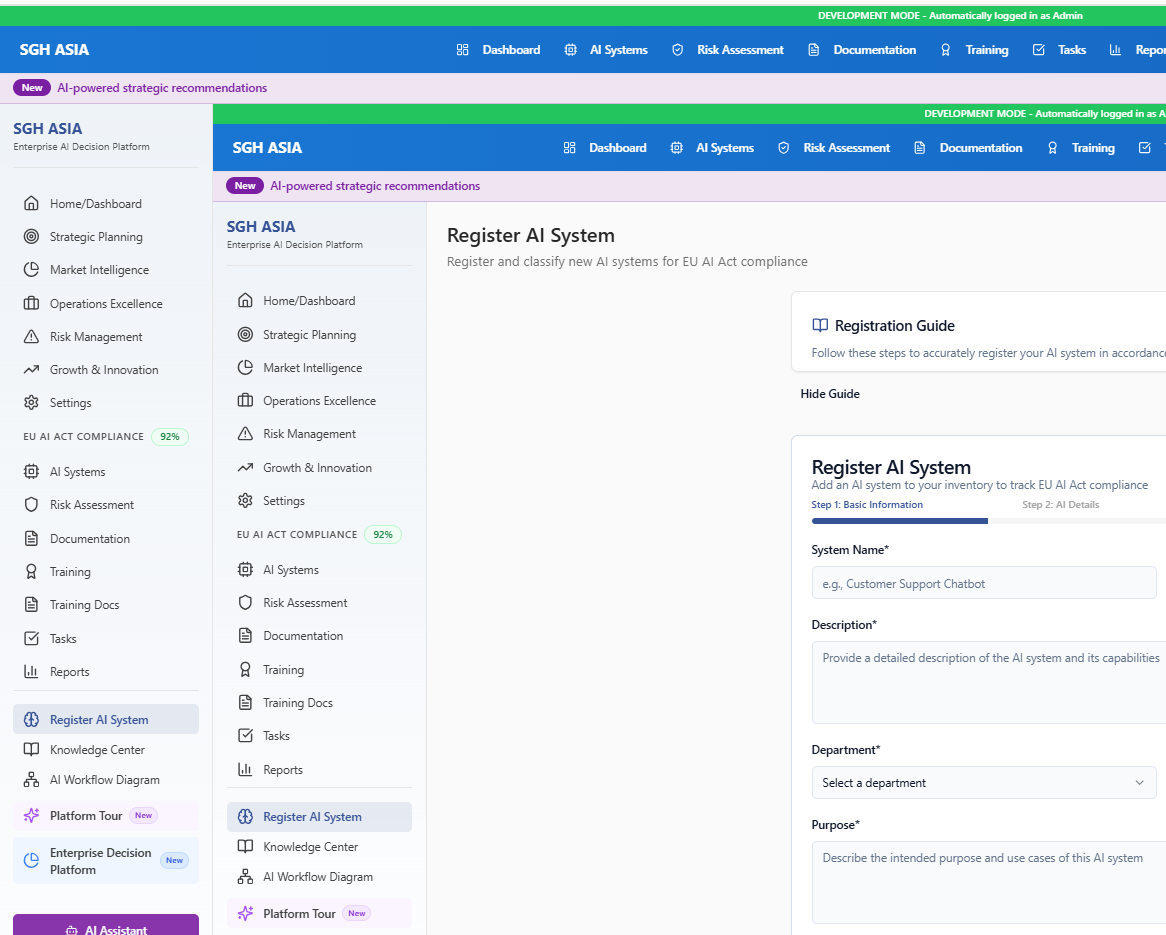 DEVELOPMENT MODE - Automatically logged in as Admin
SGH ASIA
Dashboard
AI Systems
Risk Assessment
Documentation
Training
Tasks
Repor
New
AI-powered strategic recommendations
SGH ASIA
Enterprise AI Decision Platform
Home/Dashboard
Strategic Planning
Market Intelligence
Operations Excellence
Risk Management
Growth & Innovation
Settings
EU AI ACT COMPLIANCE 92%
AI Systems
Risk Assessment
Documentation
Training
Training Docs
Tasks
Reports
Register AI System
Knowledge Center
AI Workflow Diagram
Platform Tour New
Enterprise Decision
Platform
New
AI Assistant
DEVELOPMENT MODE - Automatically logged in as A
SGH ASIA
Dashboard
AI Systems
Risk Assessment
Documentation
Training
New
AI-powered strategic recommendations
SGH ASIA
Enterprise AI Decision Platform
Home/Dashboard
Strategic Planning
Market Intelligence
Operations Excellence
Risk Management
Growth & Innovation
Settings
EU AI ACT COMPLIANCE 92%
AI Systems
Risk Assessment
Documentation
Training
Training Docs
Tasks
Reports
Register AI System
Knowledge Center
AI Workflow Diagram
Platform Tour New
Register AI System
Register and classify new AI systems for EU AI Act compliance
Registration Guide
Follow these steps to accurately register your AI system in accordanc
Hide Guide
Register AI System
Add an AI system to your inventory to track EU AI Act compliance
Step 1: Basic Information
Step 2: AI Details
System Name*
e.g., Customer Support Chatbot
Description*
Provide a detailed description of the AI system and its capabilities
Department*
Select a department
Purpose*
Describe the intended purpose and use cases of this AI system